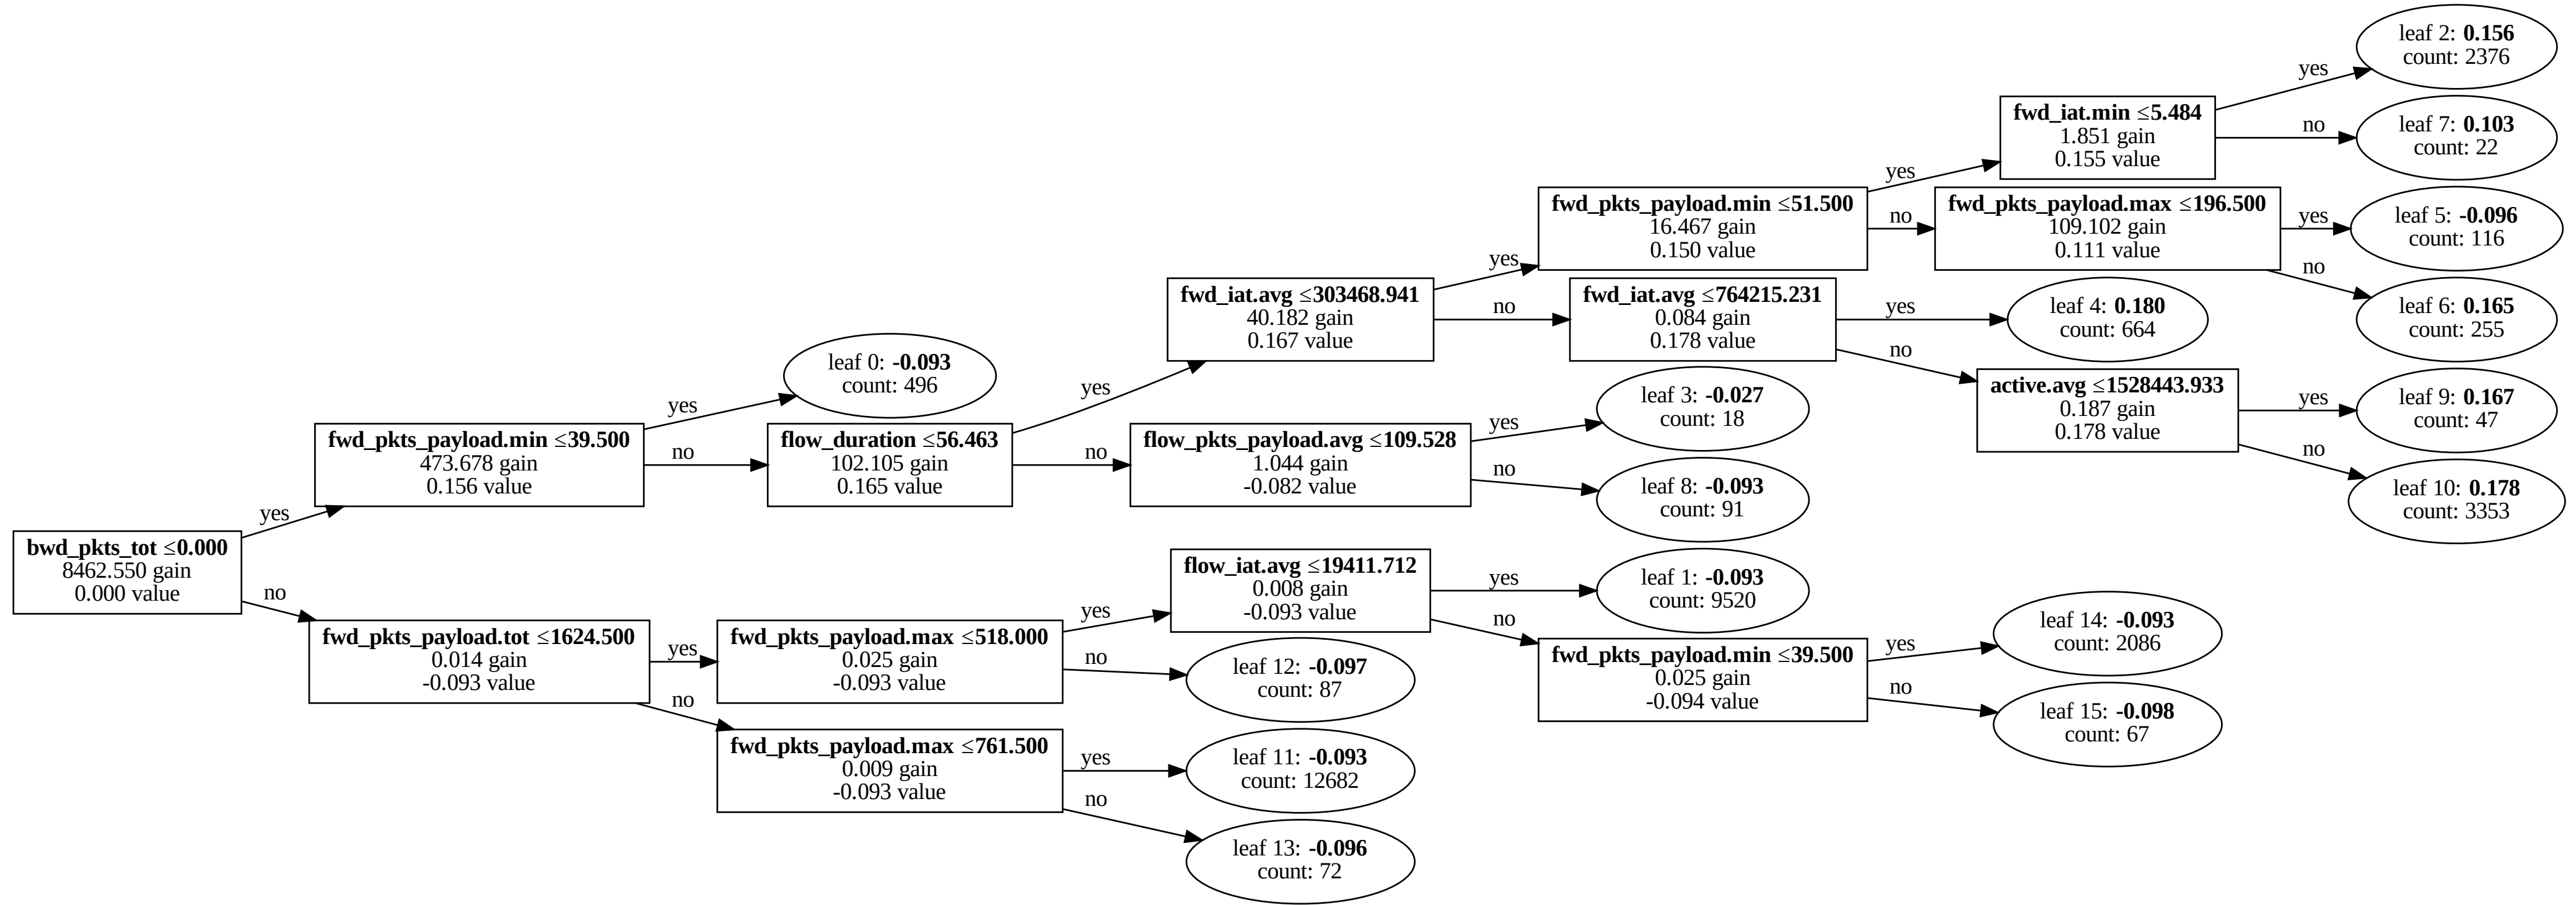 bwd_pkts_tot ≤0.000
8462.550 gain
0.000 value
yes
no
fwd_pkts_payload.min ≤39.500
473.678 gain
0.156 value
yes
no
leaf 0: -0.093
count: 496
flow_duration ≤56.463
102.105 gain
0.165 value
yes
no
fwd_iat.avg ≤303468.941
40.182 gain
0.167 value
yes
no
fwd_pkts_payload.min ≤51.500
16.467 gain
0.150 value
yes
no
fwd_iat.min ≤5.484
1.851 gain
0.155 value
yes
no
leaf 2: 0.156
count: 2376
leaf 7: 0.103
count: 22
fwd_pkts_payload.max ≤196.500
109.102 gain
0.111 value
yes
no
leaf 5: -0.096
count: 116
leaf 6: 0.165
count: 255
fwd_iat.avg ≤764215.231
0.084 gain
0.178 value
yes
no
leaf 4: 0.180
count: 664
active.avg ≤1528443.933
0.187 gain
0.178 value
yes
no
leaf 9: 0.167
count: 47
leaf 10: 0.178
count: 3353
flow_pkts_payload.avg ≤109.528
1.044 gain
-0.082 value
yes
no
leaf 3: -0.027
count: 18
leaf 8: -0.093
count: 91
fwd_pkts_payload.tot ≤1624.500
0.014 gain
-0.093 value
yes
no
fwd_pkts_payload.max ≤518.000
0.025 gain
-0.093 value
yes
no
flow_iat.avg ≤19411.712
0.008 gain
-0.093 value
yes
no
leaf 1: -0.093
count: 9520
fwd_pkts_payload.min ≤39.500
0.025 gain
-0.094 value
yes
no
leaf 14: -0.093
count: 2086
leaf 15: -0.098
count: 67
leaf 12: -0.097
count: 87
fwd_pkts_payload.max ≤761.500
0.009 gain
-0.093 value
yes
no
leaf 11: -0.093
count: 12682
leaf 13: -0.096
count: 72